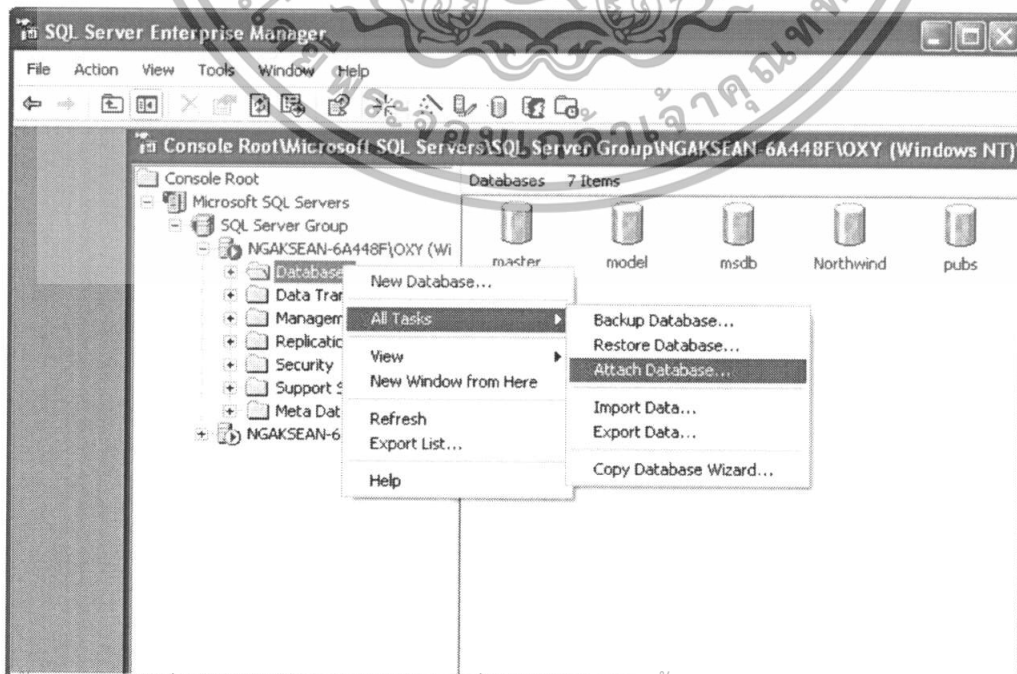 SQL Server Enterprise Manager
File Action View Tools Window Help
Console Root\Microsoft SQL Servers\SQL Server Group\NGAKSEAN-6A448F\OXY (Windows NT)\
Console Root
Microsoft SQL Servers
SQL Server Group
NGAKSEAN-6A448F\OXY (Wi
Database
Data Tran
Managem
Replicatio
Security
Support S
Meta Dat
NGAKSEAN-6
Databases 7 Items
master model msdb Northwind pubs
New Database...
All Tasks
View
New Window from Here
Refresh
Export List...
Help
Backup Database...
Restore Database...
Attach Database...
Import Data...
Export Data...
Copy Database Wizard...